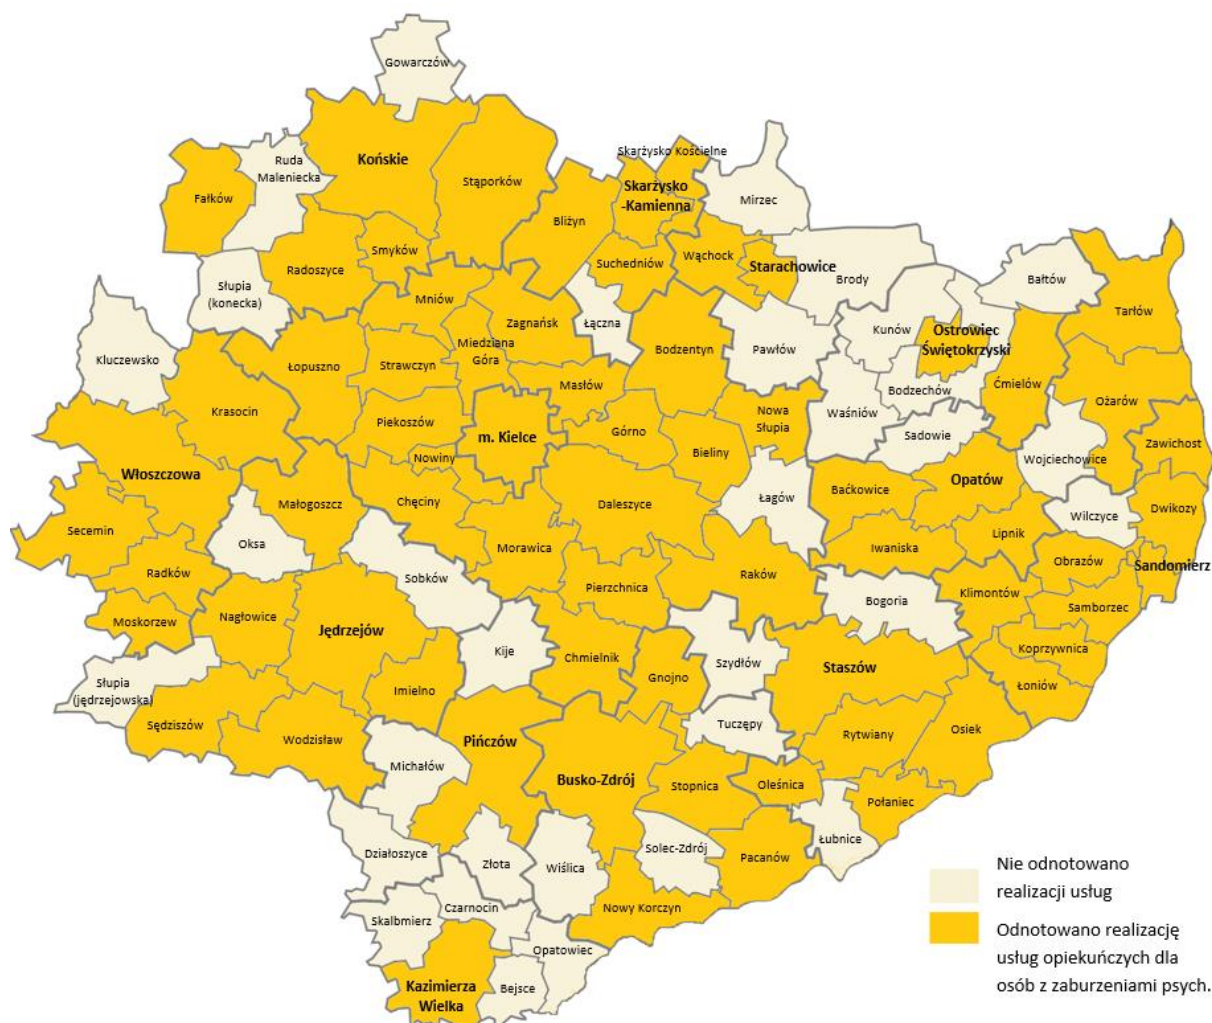 Gowarczów
Końskie
Skarżysko Kościelne
Ruda
Maleniecka
Stąporków
Skarżysko
-Kamienna
Mirzec
Fałków
Bliżyn
Smyków
Suchedniów
Wąchock
Starachowice
Radoszyce
Brody
Bałtów
Słupia
(konecka)
Mniów
Tarłów
Zagnańsk
Łączna
Kunów
Ostrowiec
Świętokrzyski
Miedziana
Góra
Bodzentyn
Pawłów
Kluczewsko
Łopuszno
Strawczyn
Masłów
Bodzechów
Ćmielów
Ożarów
Krasocin
Piekoszów
m. Kielce
Górno
Nowa
Słupia
Waśniów
Sadowie
Zawichost
Nowiny
Bieliny
Wojciechowice
Włoszczowa
Małogoszcz
Chęciny
Daleszyce
Łagów
Baćkowice
Opatów
Dwikozy
Wilczyce
Secemin
Oksa
Morawica
Iwaniska
Lipnik
Radków
Sobków
Pierzchnica
Raków
Obrazów
Sandomierz
Klimontów
Bogoria
Samborzec
Moskorzew
Nagłowice
Jędrzejów
Kije
Chmielnik
Szydłów
Koprzywnica
Staszów
Gnojno
Słupia
(jędrzejowska)
Imielno
Łoniów
Sędziszów
Wodzisław
Pińczów
Tuczępy
Rytwiany
Osiek
Michałów
Busko-Zdrój
Stopnica
Oleśnica
Połaniec
Łubnice
Działoszyce
Złota
Wiślica
Solec-Zdrój
Pacanów
Skalbmierz
Czarnocin
Nowy Korczyn
Opatowiec
Kazimierza
Wielka
Bejsce
Nie odnotowano
realizacji usług
Odnotowano realizację
usług opiekuńczych dla
osób z zaburzeniami psych.